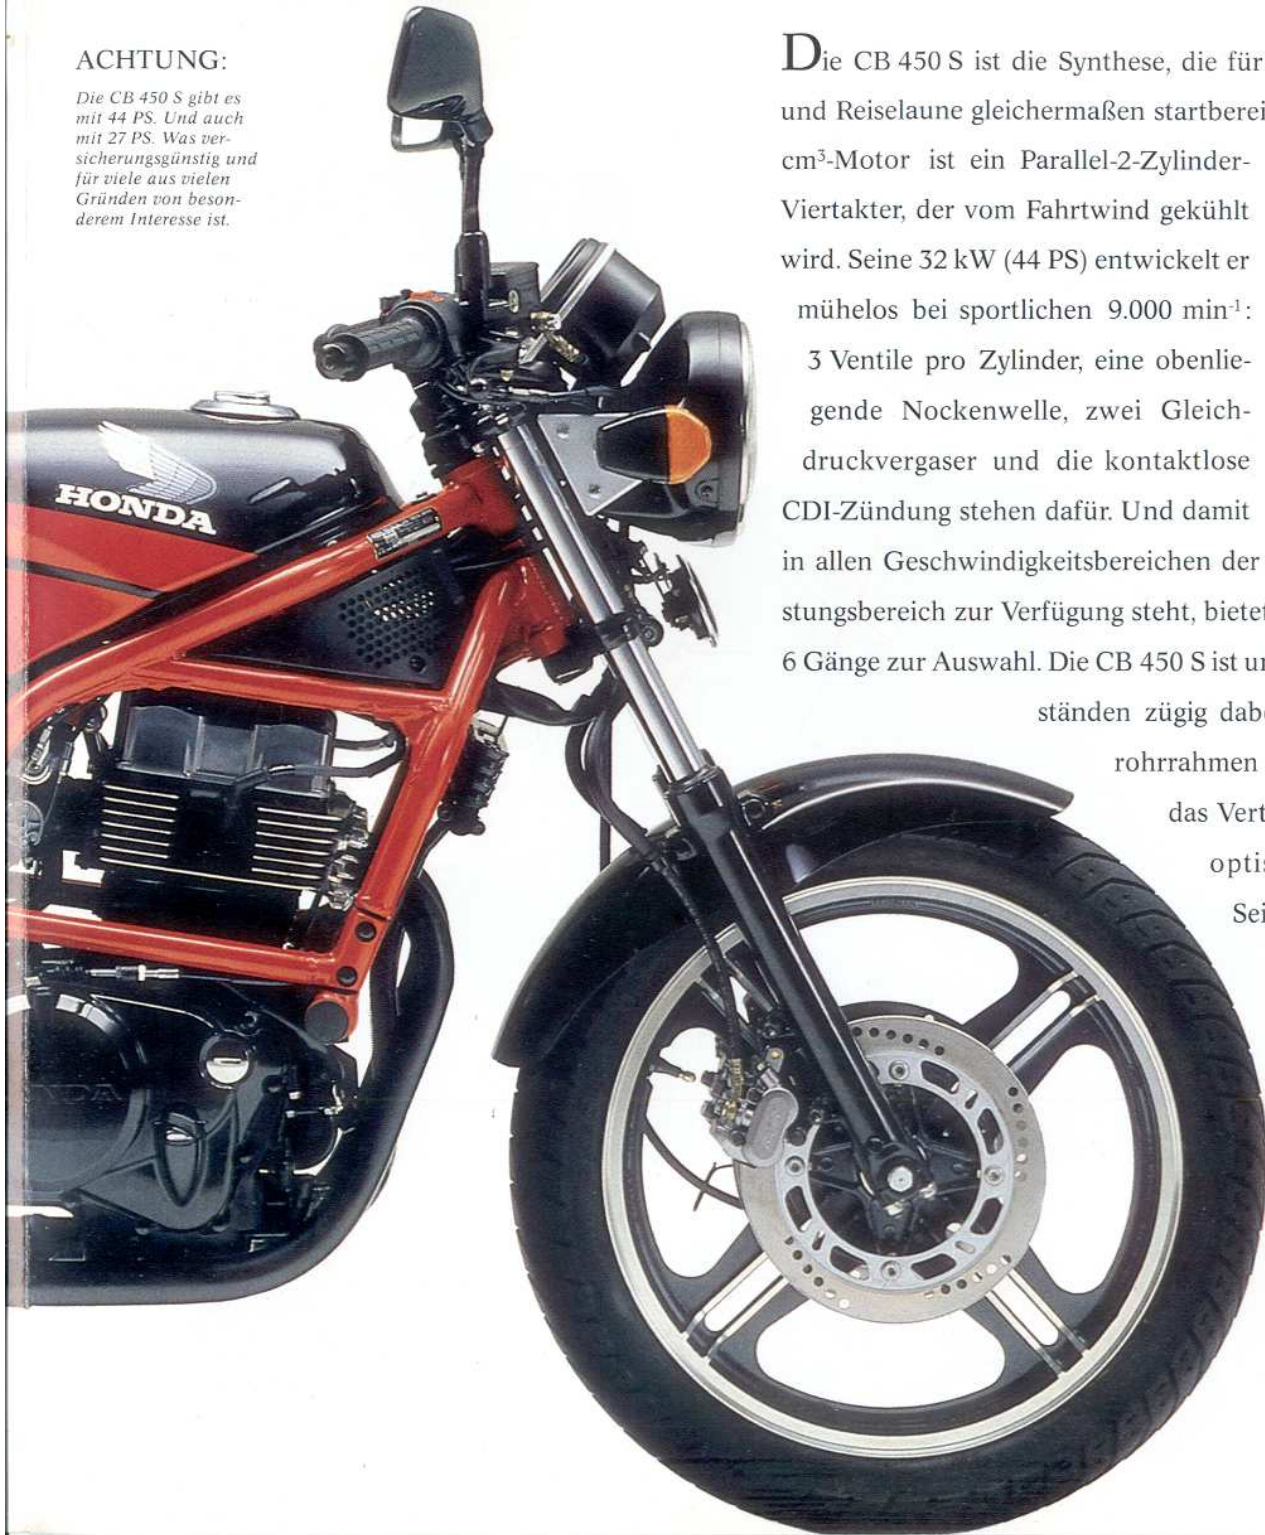 ACHTUNG:
Die CB 450 S gibt es
mit 44 PS. Und auch
mit 27 PS. Was ver-
sicherungsgünstig und
für viele aus vielen
Gründen von beson-
derem Interesse ist.
Die CB 450 S ist die Synthese, die für
und Reiselaune gleichermaßen startberei
cm³-Motor ist ein Parallel-2-Zylinder-
Viertakter, der vom Fahrtwind gekühlt
wird. Seine 32 kW (44 PS) entwickelt er
mühelos bei sportlichen 9.000 min⁻¹:
3 Ventile pro Zylinder, eine obenlie-
gende Nockenwelle, zwei Gleich-
druckvergaser und die kontaktlose
CDI-Zündung stehen dafür. Und damit
in allen Geschwindigkeitsbereichen der
stungsbereich zur Verfügung steht, bietet
6 Gänge zur Auswahl. Die CB 450 S ist un
ständen zügig dab
rohrrahmen
das Vert
optis
Sei
HONDA